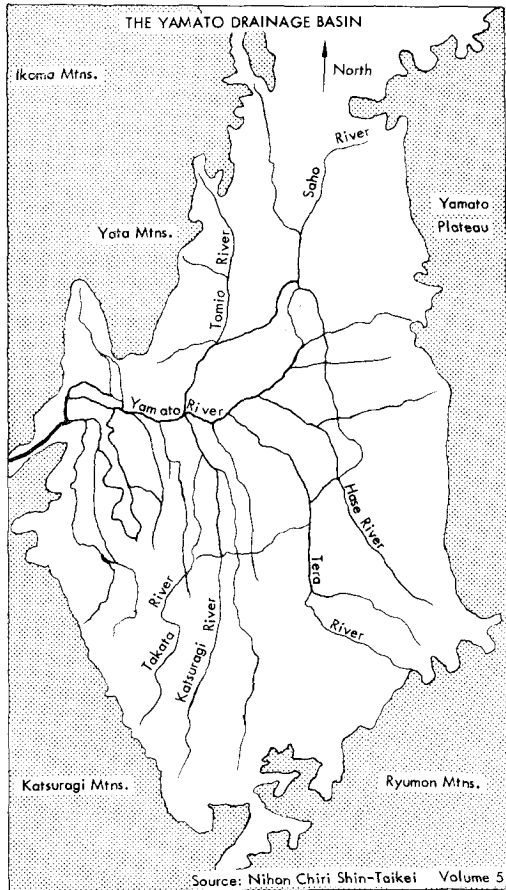 THE YAMATO DRAINAGE BASIN
Ikoma Mtns.
North
Saho River
Yamato
Plateau
Yata Mtns.
Tomio River
Yamato River
Hase River
Tera River
Takata River
Katsuragi River
Katsuragi Mtns.
Ryumon Mtns.
Source: Nihon Chiri Shin-Taikei Volume 5